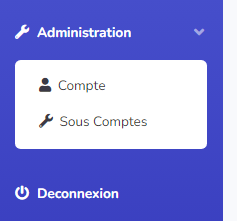 Administration
Compte
Sous Comptes
Deconnexion